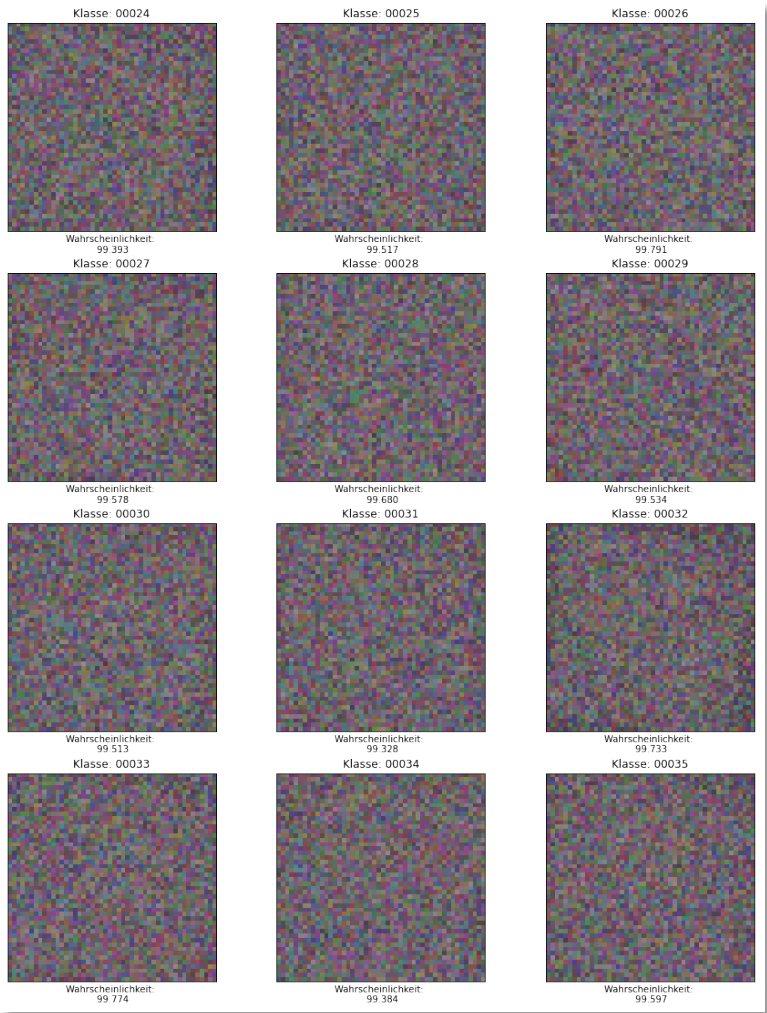 Klasse: 00024
Klasse: 00025
Klasse: 00026
Wahrscheinlichkeit:
99.393
Wahrscheinlichkeit:
99.517
Wahrscheinlichkeit:
99.791
Klasse: 00027
Klasse: 00028
Klasse: 00029
Wahrscheinlichkeit:
99.578
Wahrscheinlichkeit:
99.680
Wahrscheinlichkeit:
99.534
Klasse: 00030
Klasse: 00031
Klasse: 00032
Wahrscheinlichkeit:
99.513
Wahrscheinlichkeit:
99.328
Wahrscheinlichkeit:
99.733
Klasse: 00033
Klasse: 00034
Klasse: 00035
Wahrscheinlichkeit:
99.774
Wahrscheinlichkeit:
99.384
Wahrscheinlichkeit:
99.597